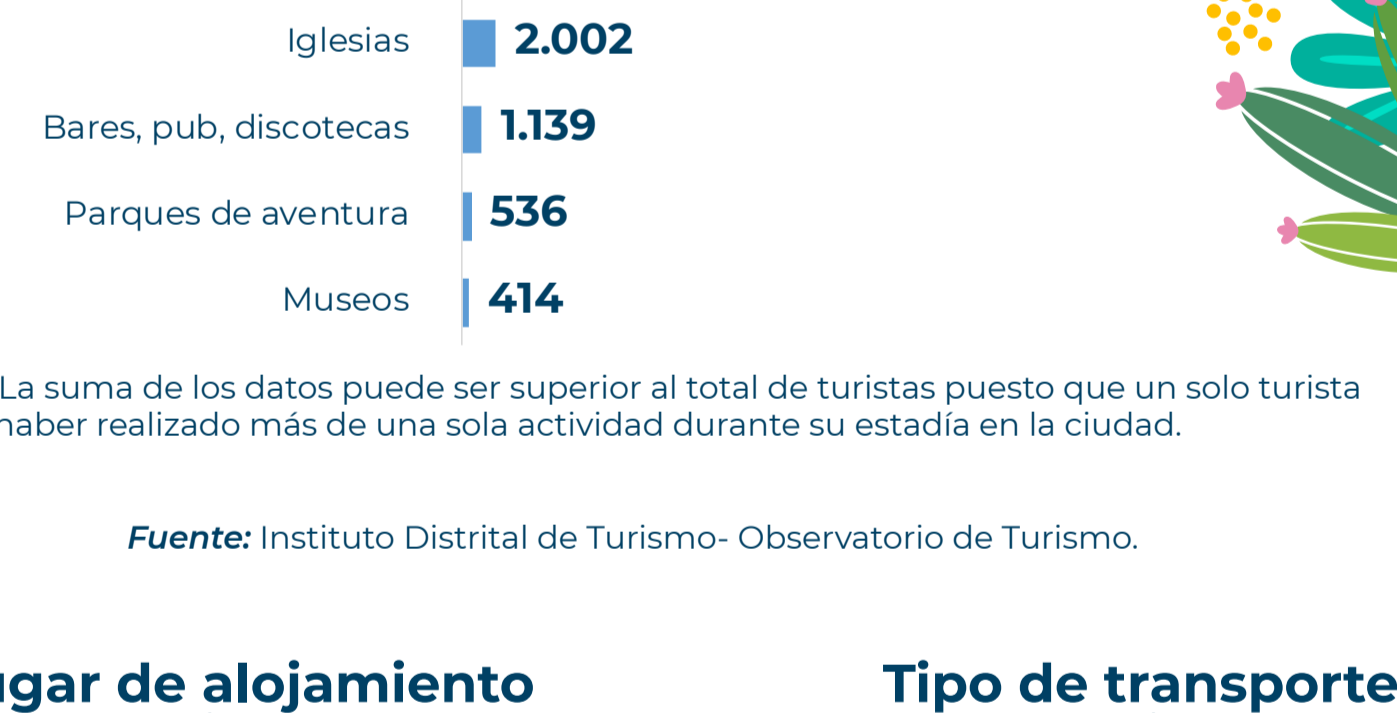 Iglesias 2.002
Bares, pub, discotecas 1.139
Parques de aventura 536
Museos 414
La suma de los datos puede ser superior al total de turistas puesto que un solo turista
haber realizado más de una sola actividad durante su estadía en la ciudad.
Fuente: Instituto Distrital de Turismo- Observatorio de Turismo.
ugar de alojamiento Tipo de transporte